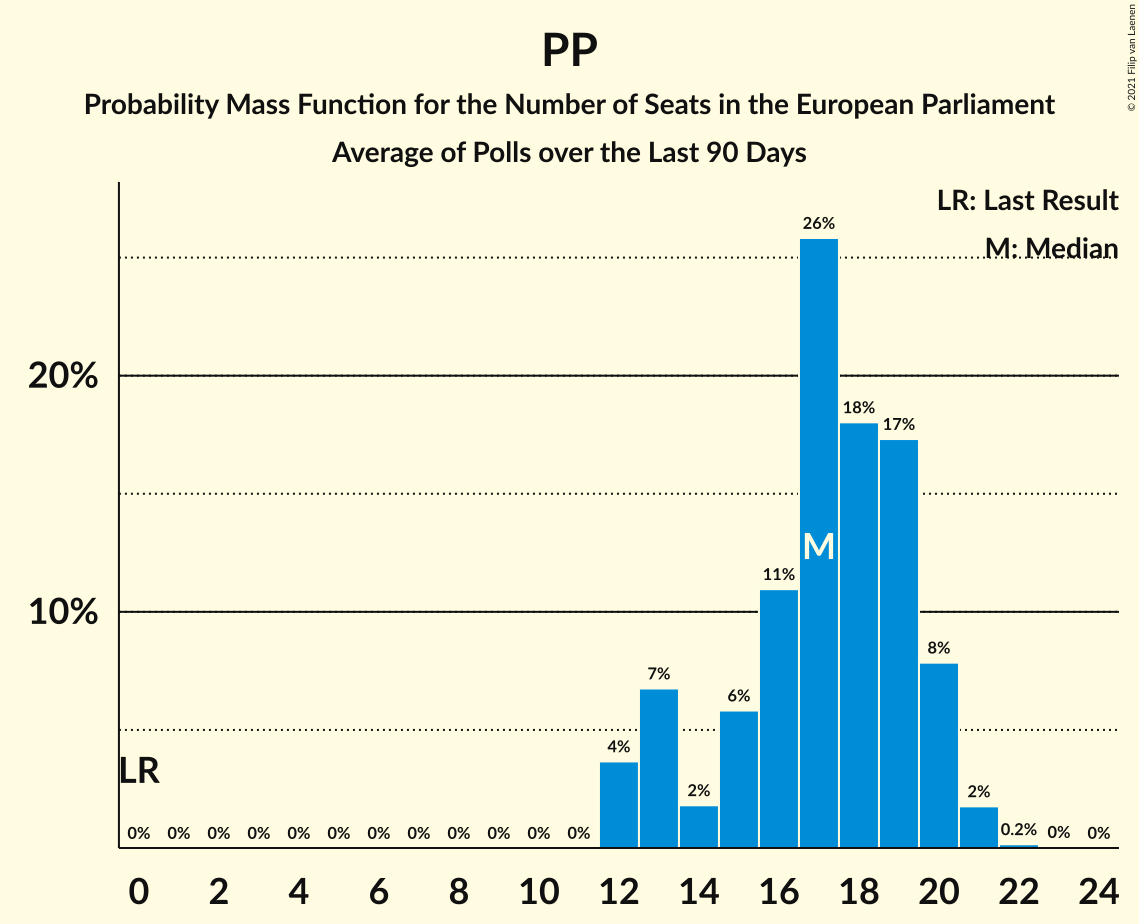 © 2021 Filip van Laenen
PP
Probability Mass Function for the Number of Seats in the European Parliament
Average of Polls over the Last 90 Days
LR: Last Result
M: Median
26%
20%
18%
17%
M
11%
10%
8%
7%
6%
4%
LR
2%
2%
0% 0% 0% 0% 0% 0% 0% 0% 0% 0% 0% 0%
0.2% 0% 0%
0 2 4 6 8 10 12 14 16 18 20 22 24